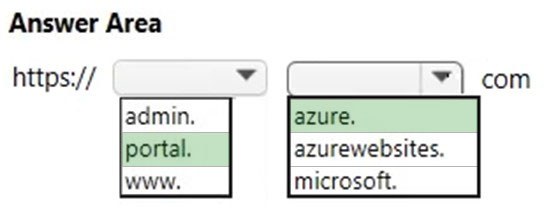 Answer Area
https:// com
admin. azure.
portal. azurewebsites.
www. microsoft.